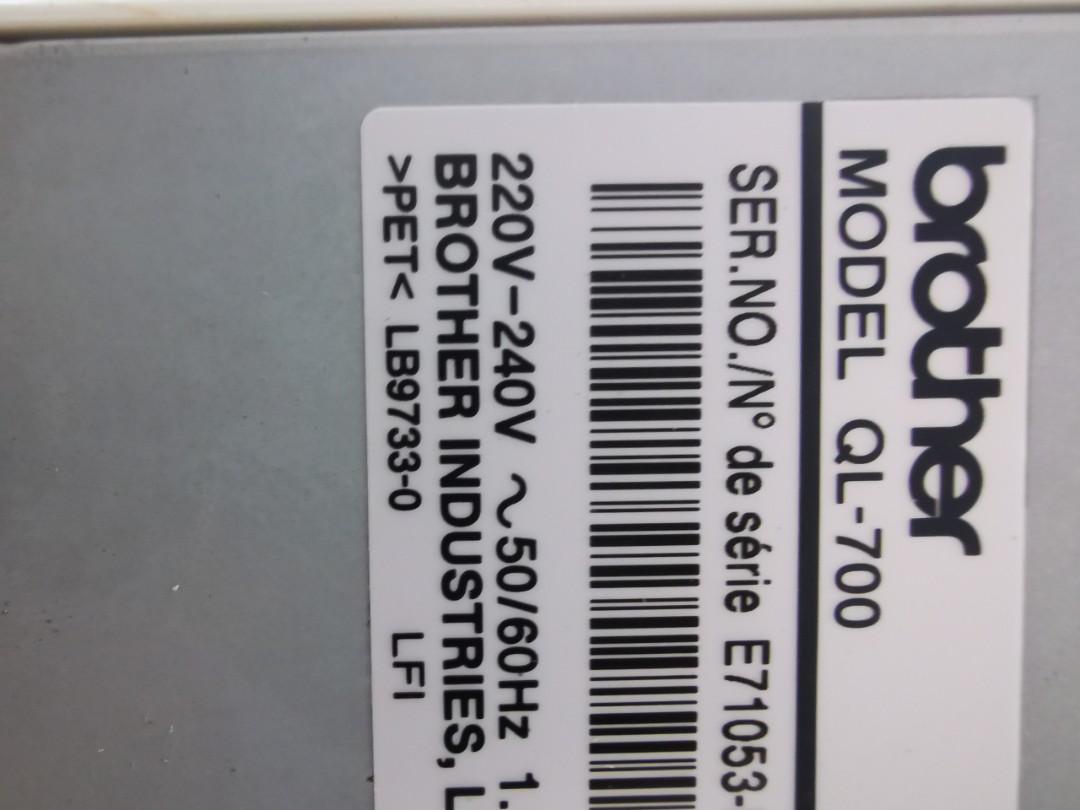 brother
MODEL QL-700
SER.NO./N° de série E71053-
220V-240V ∿50/60Hz 1.
BROTHER INDUSTRIES, L
>PET< LB9733-0 LFI